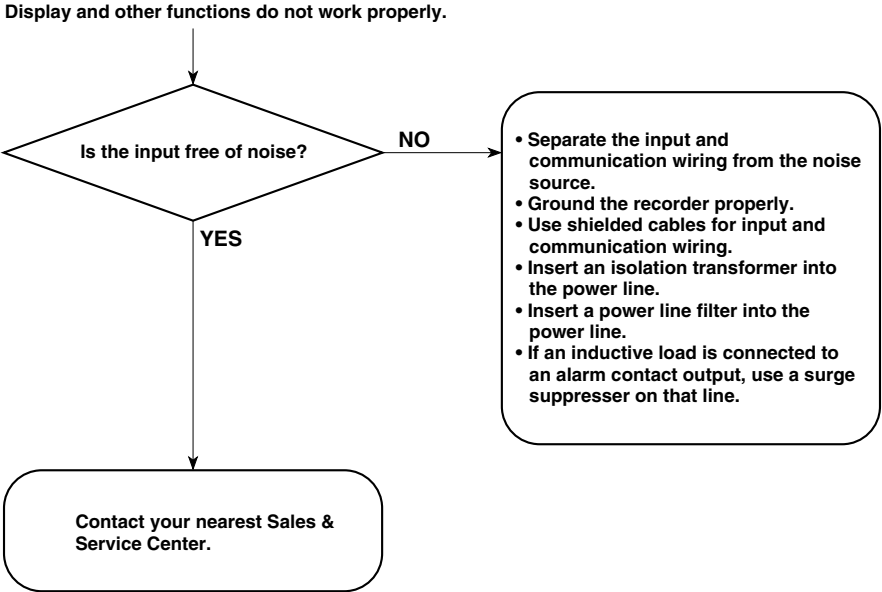 Display and other functions do not work properly.
Is the input free of noise?
NO
YES
• Separate the input and
communication wiring from the noise
source.
• Ground the recorder properly.
• Use shielded cables for input and
communication wiring.
• Insert an isolation transformer into
the power line.
• Insert a power line filter into the
power line.
• If an inductive load is connected to
an alarm contact output, use a surge
suppresser on that line.
Contact your nearest Sales &
Service Center.